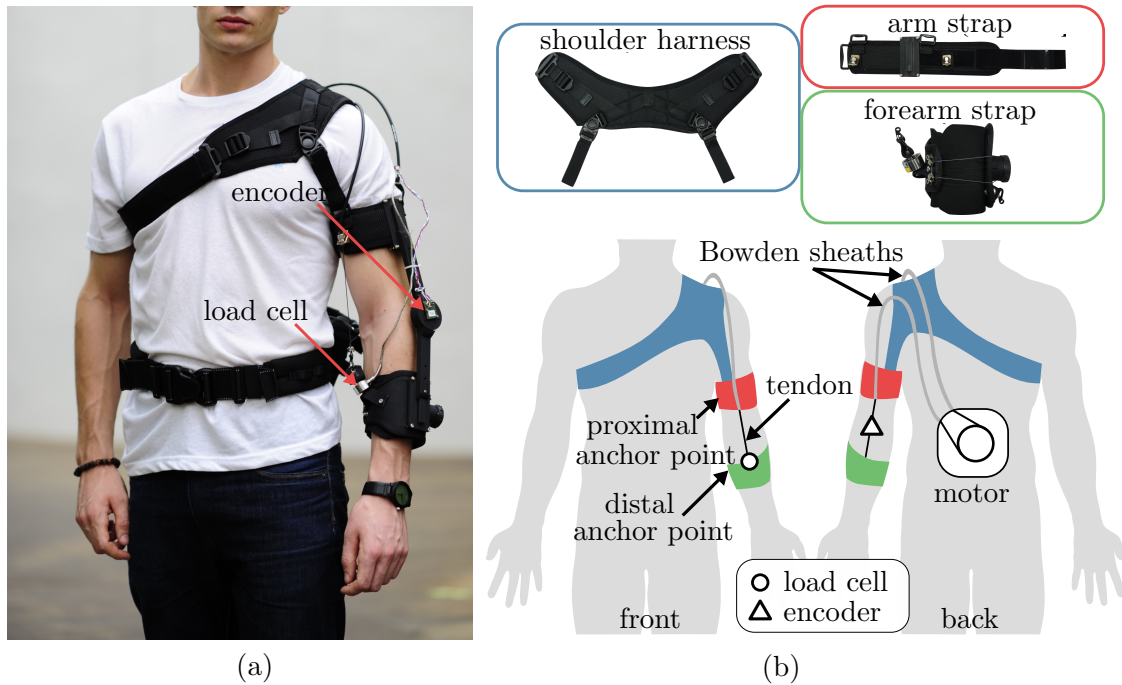 encoder
load cell
(a)
shoulder harness
arm strap
forearm strap
Bowden sheaths
tendon
proximal
anchor point
distal
anchor point
motor
load cell
encoder
front
back
(b)